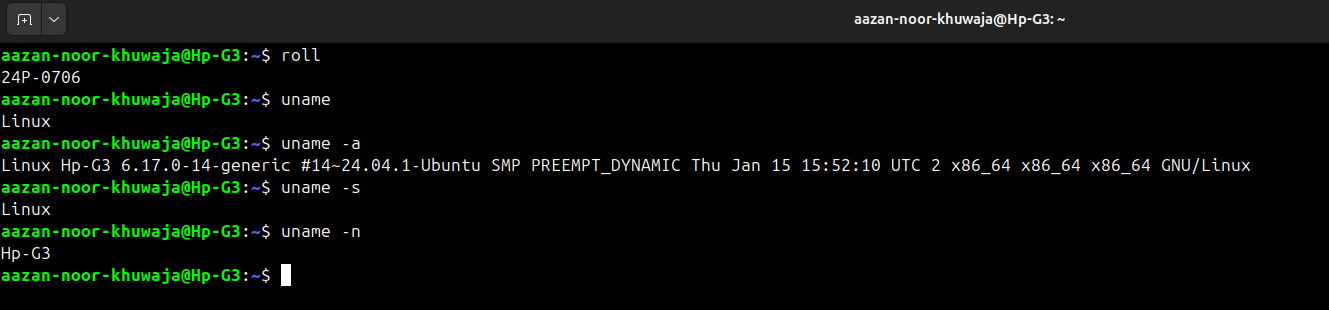 aazan-noor-khuwaja@Hp-G3: ~
aazan-noor-khuwaja@Hp-G3:~$ roll
24P-0706
aazan-noor-khuwaja@Hp-G3:~$ uname
Linux
aazan-noor-khuwaja@Hp-G3:~$ uname -a
Linux Hp-G3 6.17.0-14-generic #14~24.04.1-Ubuntu SMP PREEMPT_DYNAMIC Thu Jan 15 15:52:10 UTC 2 x86_64 x86_64 x86_64 GNU/Linux
aazan-noor-khuwaja@Hp-G3:~$ uname -s
Linux
aazan-noor-khuwaja@Hp-G3:~$ uname -n
Hp-G3
aazan-noor-khuwaja@Hp-G3:~$